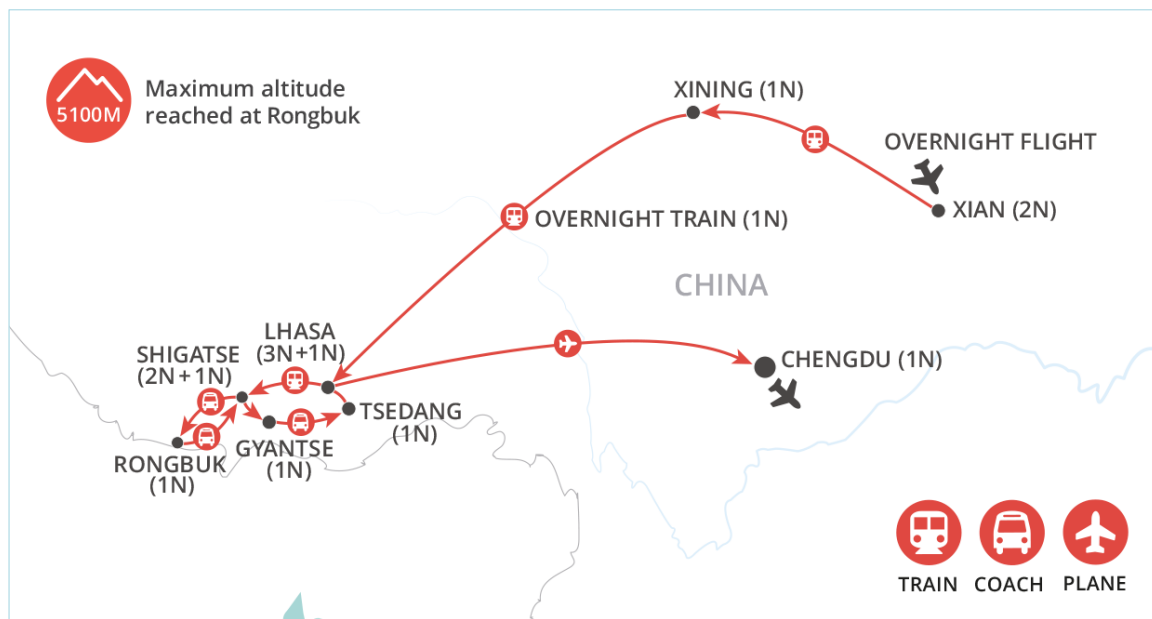 5100M
Maximum altitude
reached at Rongbuk
XINING (1N)
OVERNIGHT FLIGHT
XIAN (2N)
OVERNIGHT TRAIN (1N)
CHINA
LHASA
(3N+1N)
SHIGATSE
(2N+1N)
CHENGDU (1N)
TSEDANG
(1N)
GYANTSE
(1N)
RONGBUK
(1N)
TRAIN
COACH
PLANE